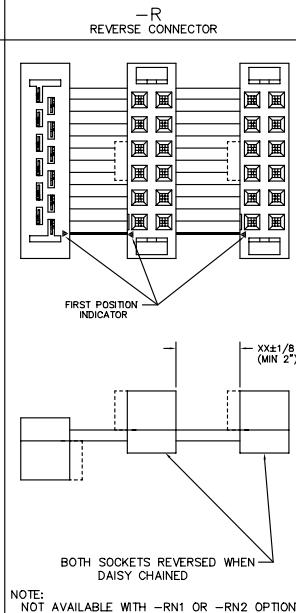 -R
REVERSE CONNECTOR
FIRST POSITION
INDICATOR
XX±1/8
(MIN 2")
BOTH SOCKETS REVERSED WHEN
DAISY CHAINED
NOTE:
NOT AVAILABLE WITH -RN1 OR -RN2 OPTION